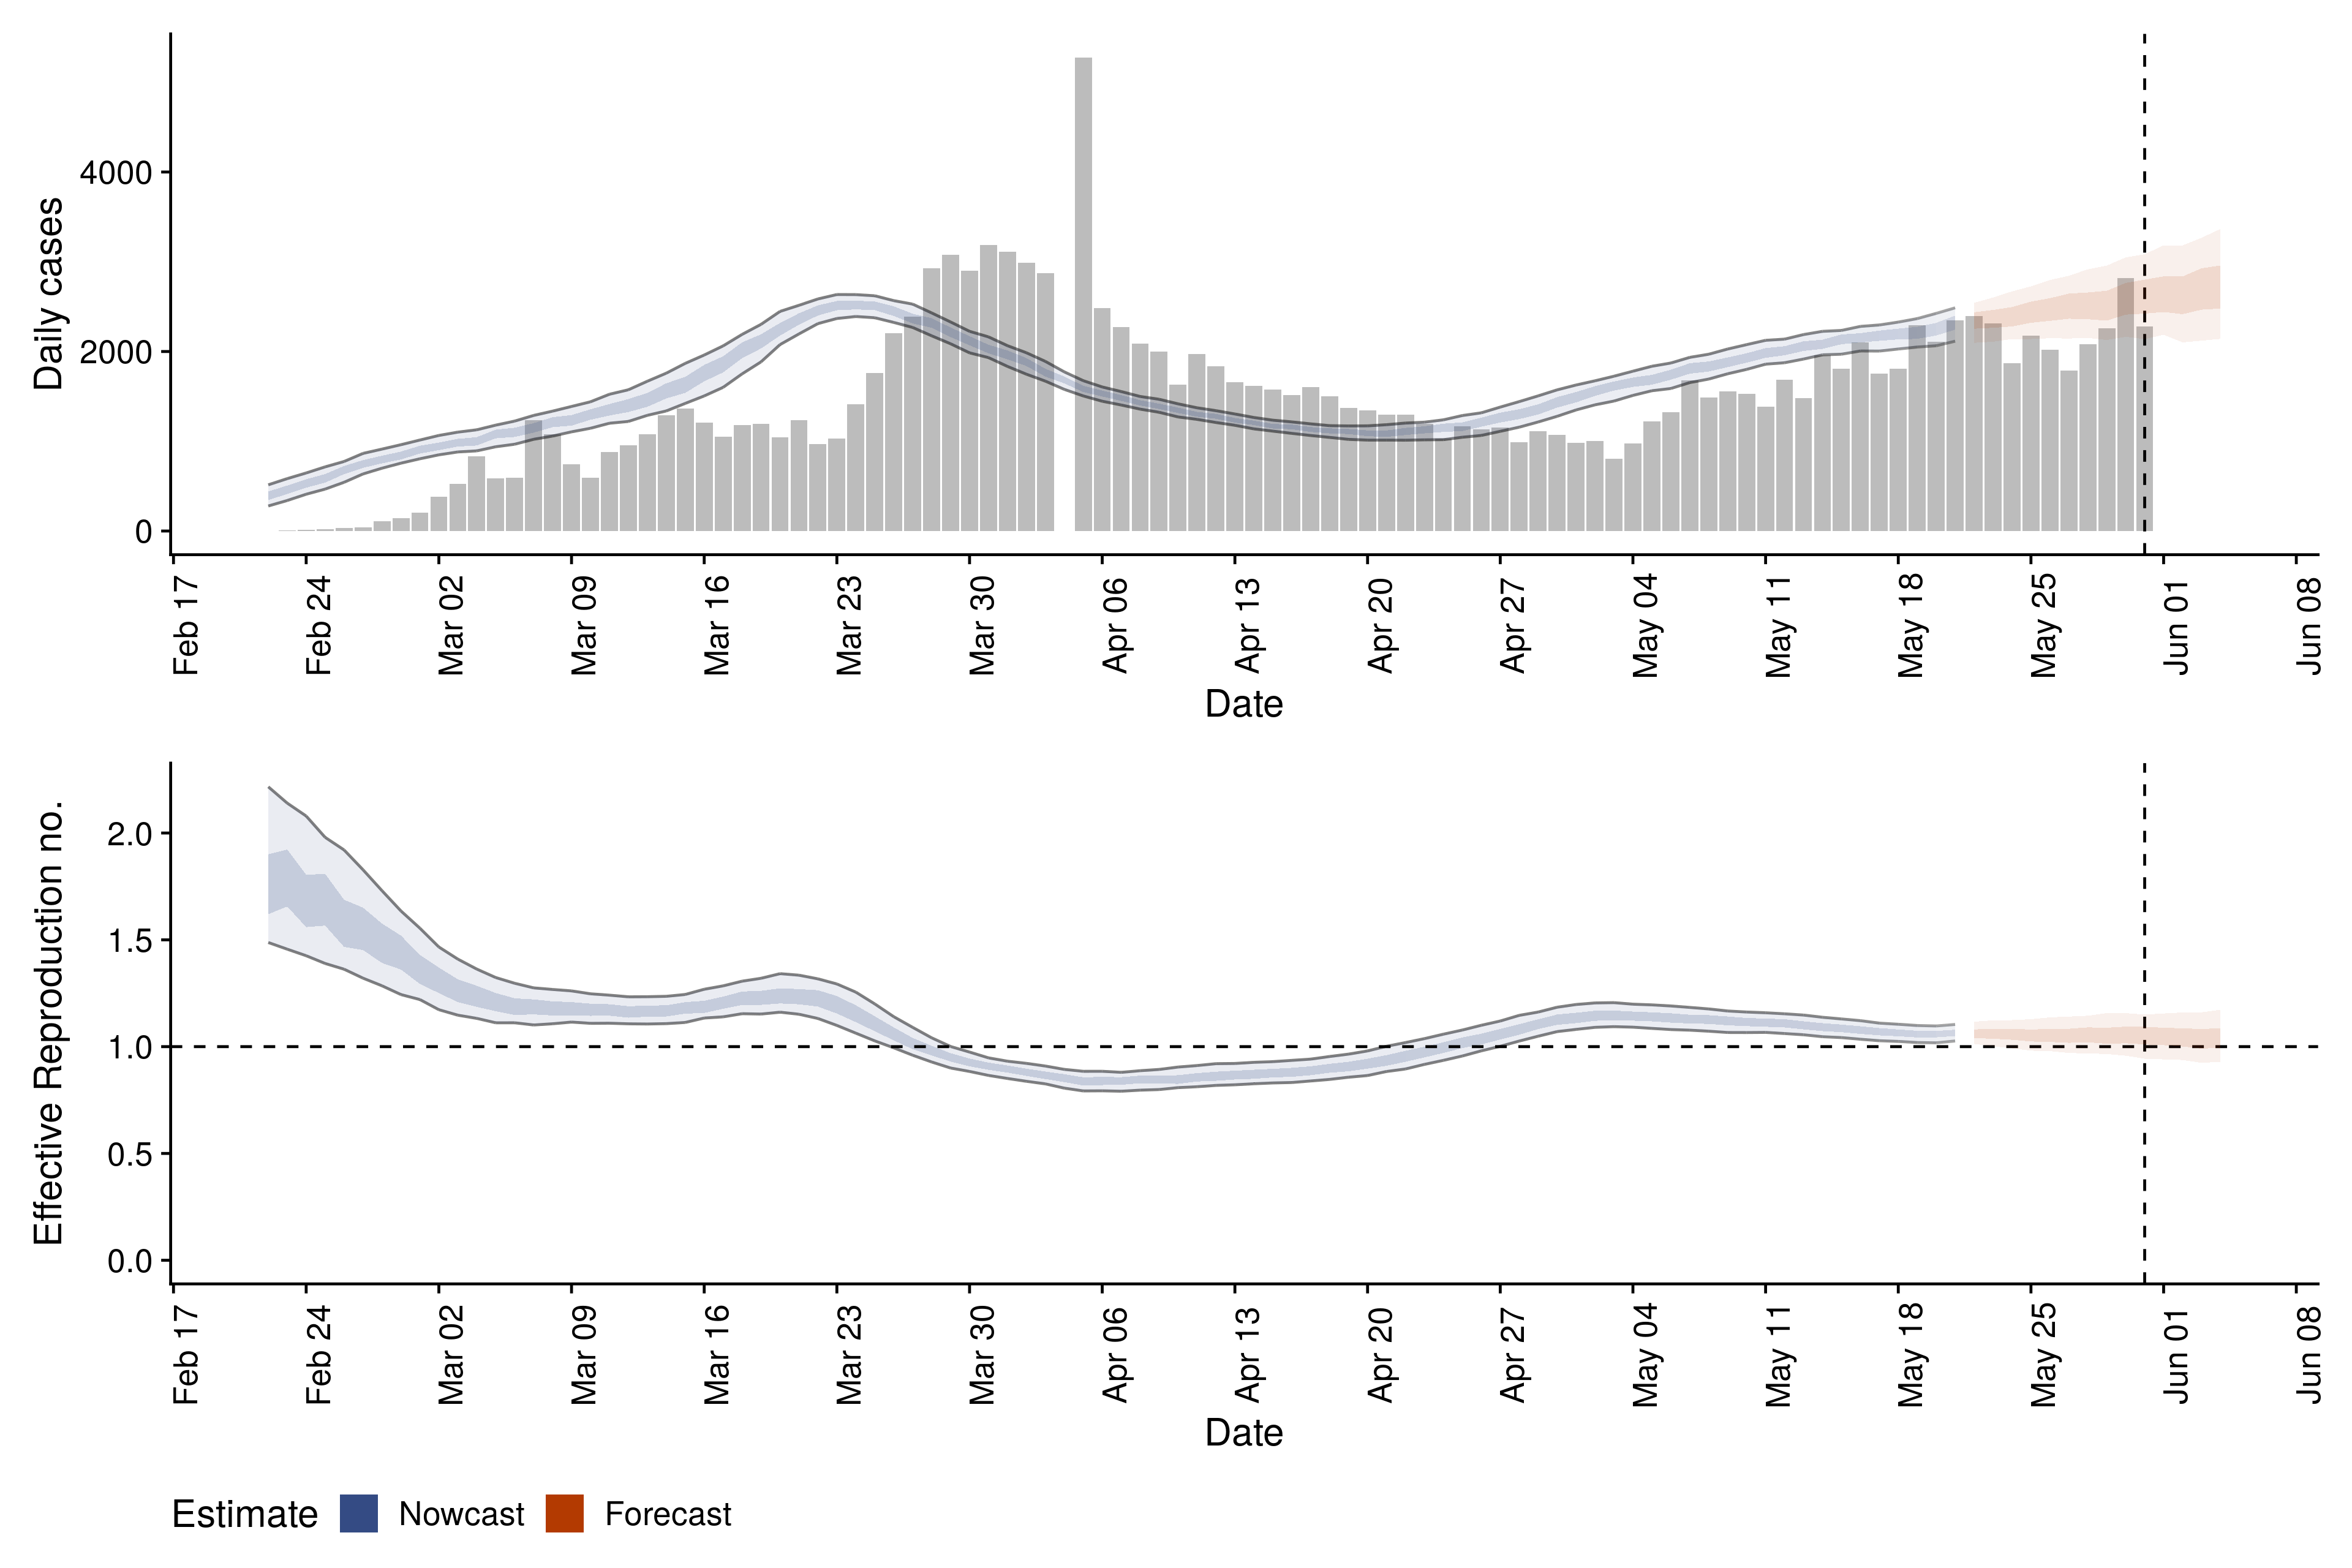 Daily cases
4000
2000
0
Feb 17
Feb 24
Mar 02
Mar 09
Mar 16
Mar 23
Mar 30
Apr 06
Apr 13
Apr 20
Apr 27
May 04
May 11
May 18
May 25
Jun 01
Jun 08
Date
Effective Reproduction no.
2.0
1.5
1.0
0.5
0.0
Feb 17
Feb 24
Mar 02
Mar 09
Mar 16
Mar 23
Mar 30
Apr 06
Apr 13
Apr 20
Apr 27
May 04
May 11
May 18
May 25
Jun 01
Jun 08
Date
Estimate Nowcast Forecast